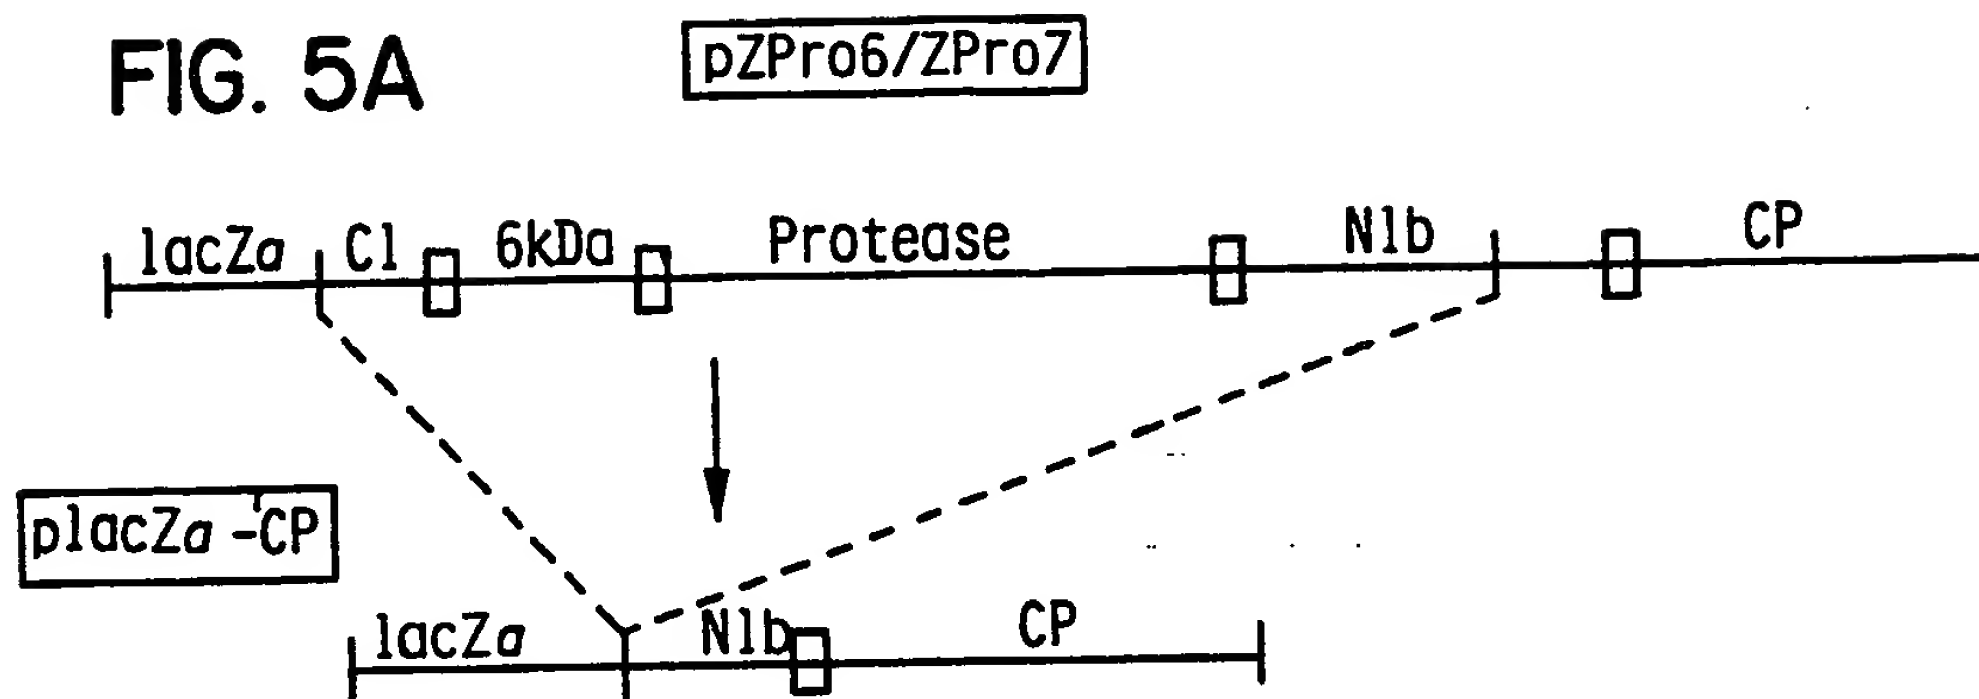 FIG. 5A
pZPro6/ZPro7
lacZa Cl 6kDa Protease Nlb CP
placZa -'CP
lacZa Nlb CP